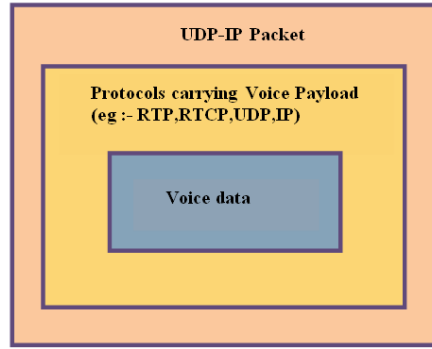 UDP-IP Packet
Protocols carrying Voice Payload
(eg :- RTP,RTCP,UDP,IP)
Voice data